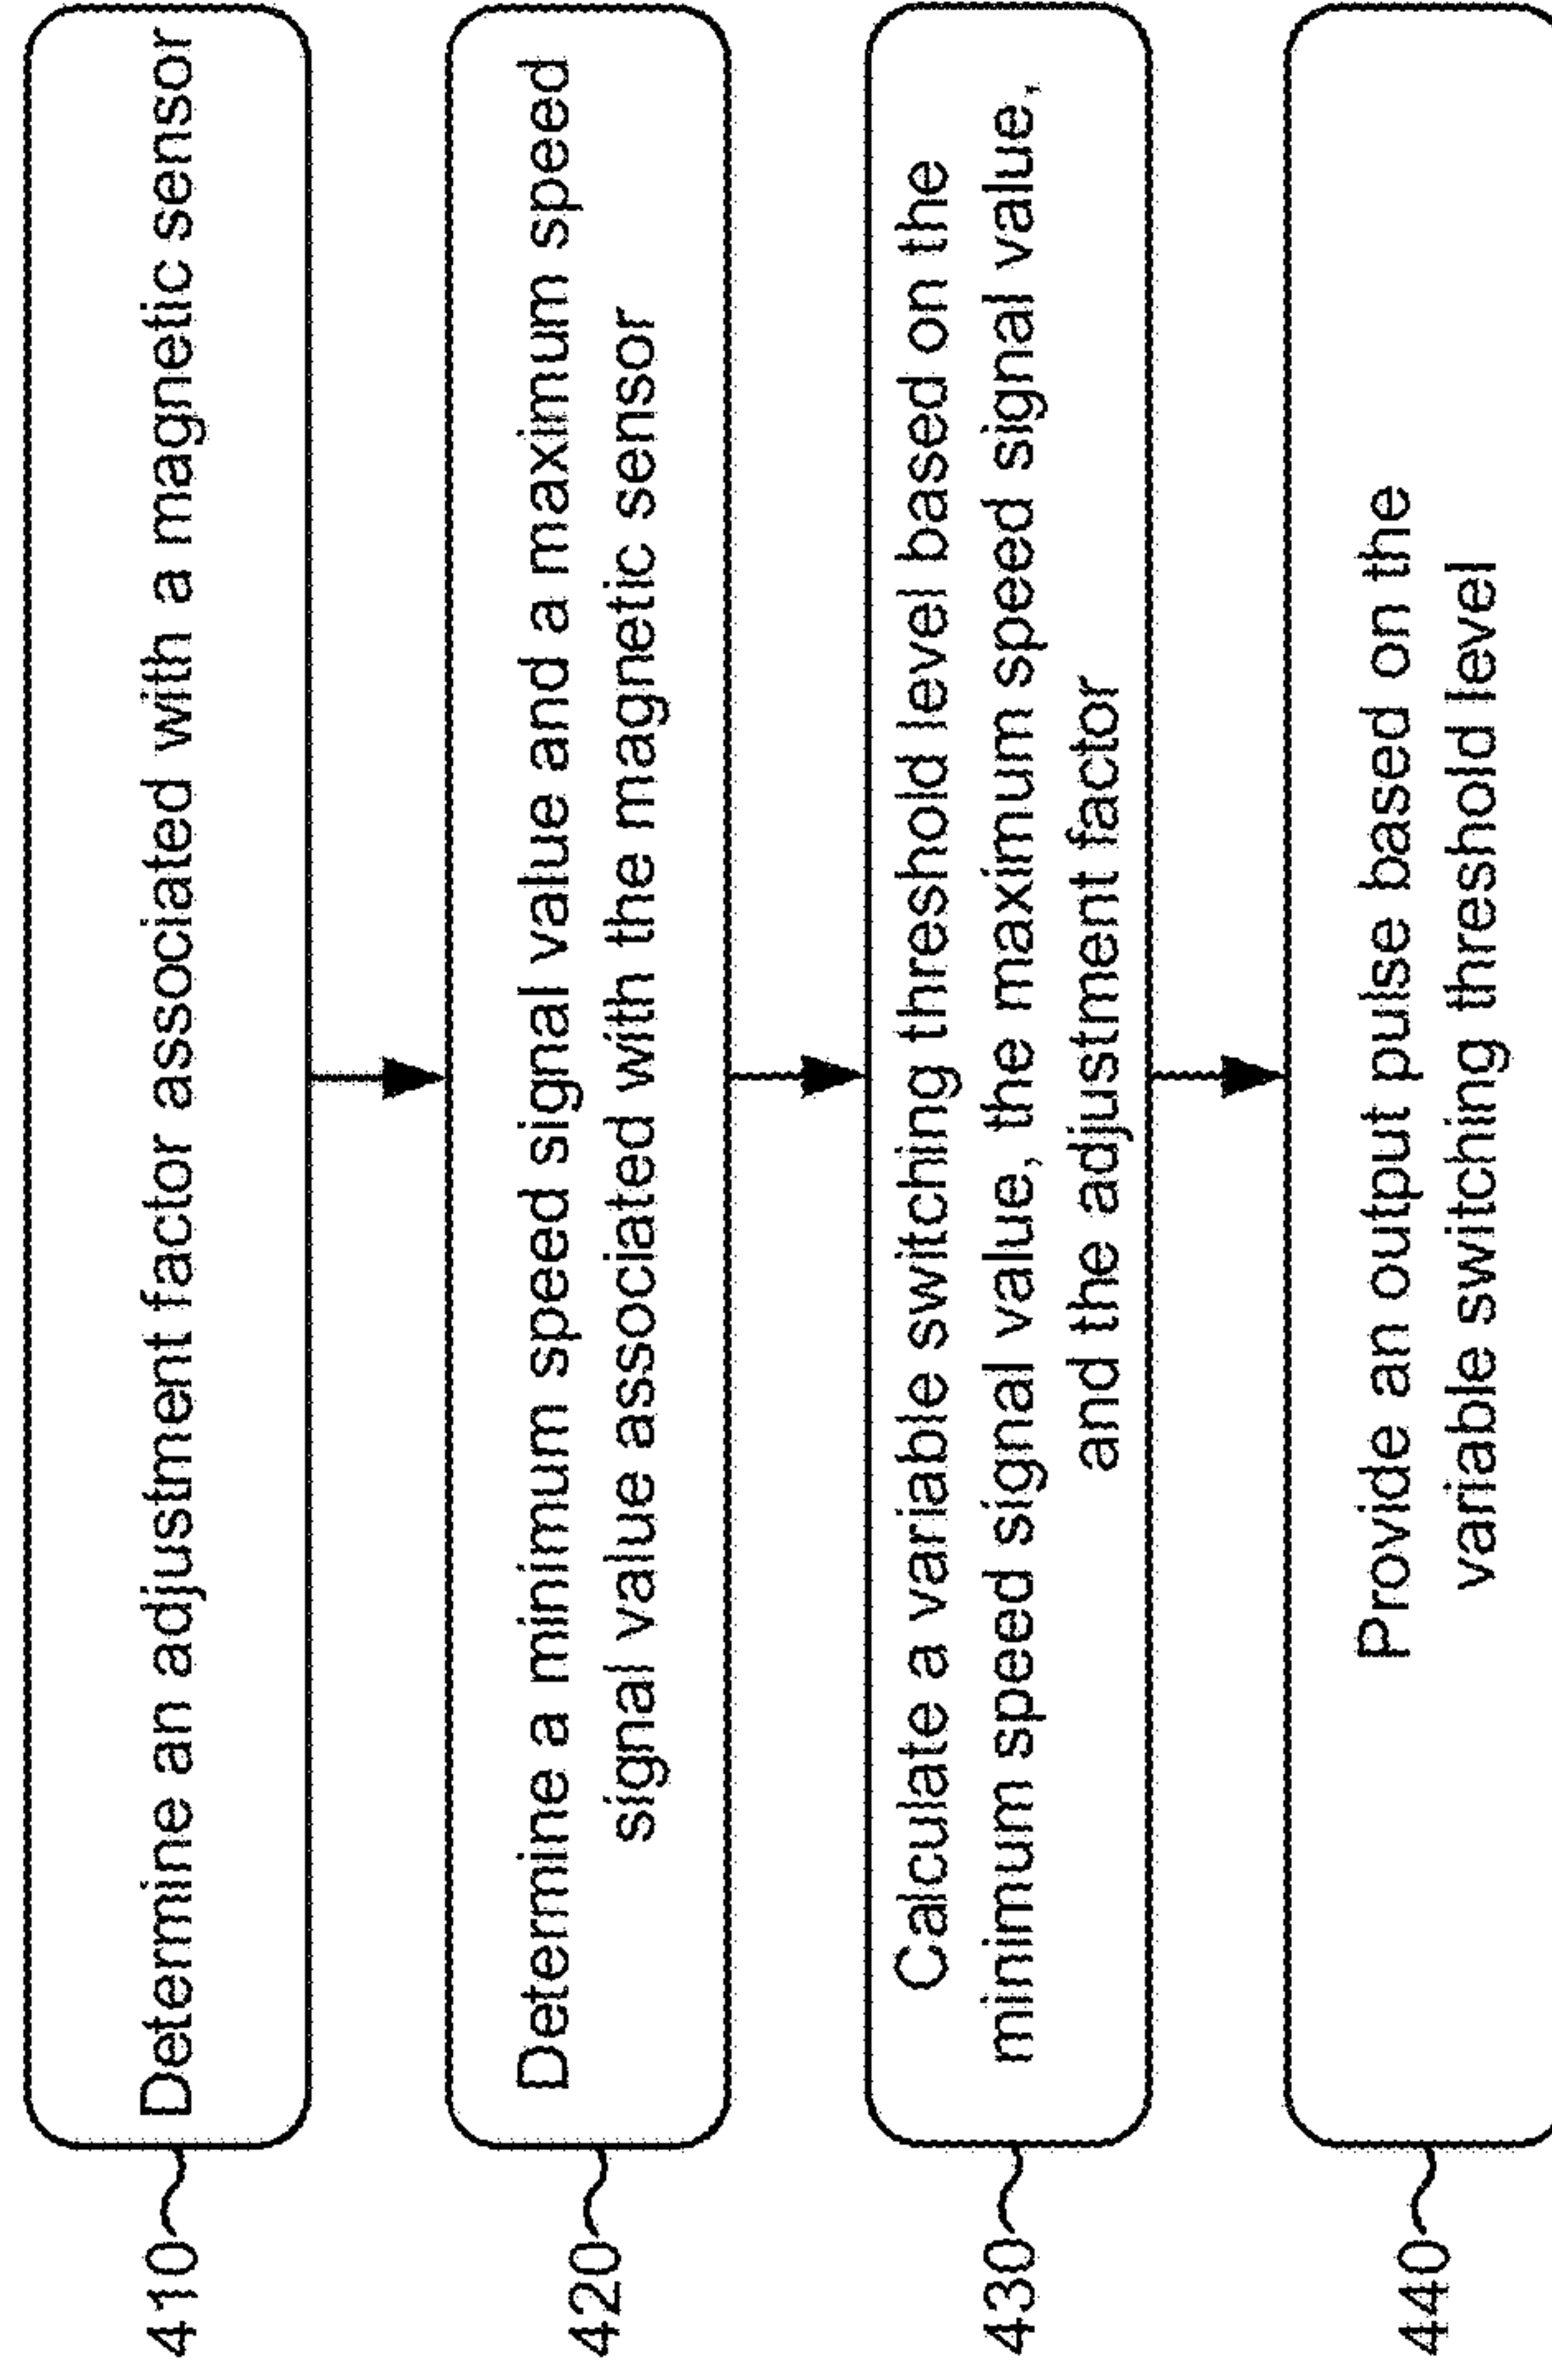 410
Determine an adjustment factor associated with a magnetic sensor
420
Determine a minimum speed signal value and a maximum speed
signal value associated with the magnetic sensor
430
Calculate a variable switching threshold level based on the
minimum speed signal value, the maximum speed signal value,
and the adjustment factor
440
Provide an output pulse based on the
variable switching threshold level